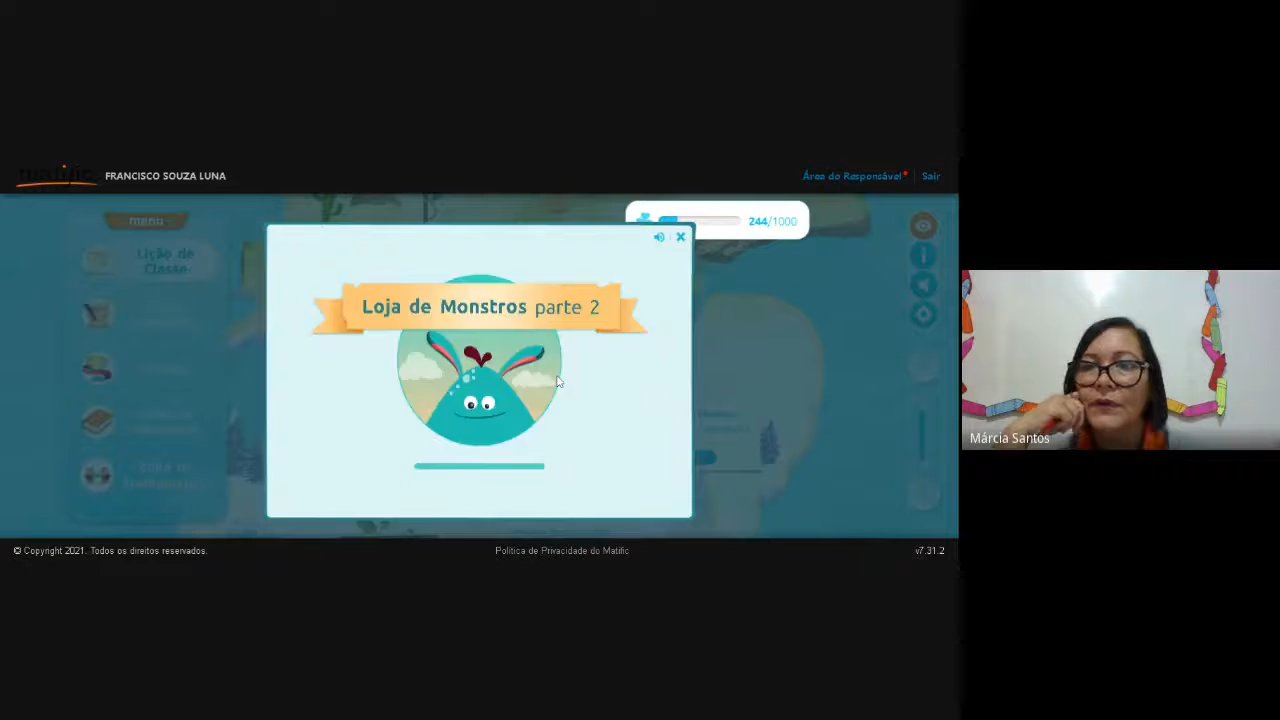 matific FRANCISCO SOUZA LUNA
Área do Responsável
Sair
menu
244/1000
Lição de
Classe
Loja de Monstros parte 2
Márcia Santos
© Copyright 2021. Todos os direitos reservados.
Política de Privacidade do Matific
v7.31.2